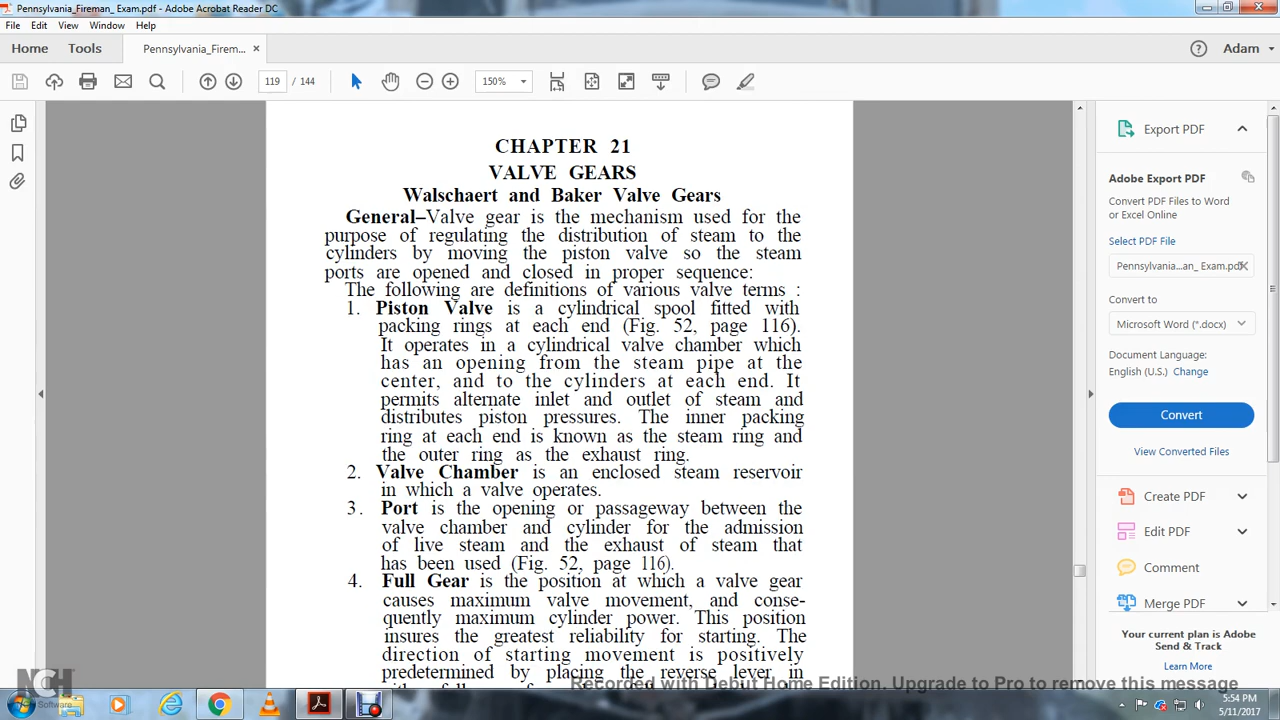 Pennsylvania_Fireman_ Exam.pdf - Adobe Acrobat Reader DC
File Edit View Window Help
Home Tools Pennsylvania_Firem... ×
Adam
119 / 144
150%
CHAPTER 21
VALVE GEARS
Walschaert and Baker Valve Gears
General–Valve gear is the mechanism used for the
purpose of regulating the distribution of steam to the
cylinders by moving the piston valve so the steam
ports are opened and closed in proper sequence:
The following are definitions of various valve terms :
1. Piston Valve is a cylindrical spool fitted with
packing rings at each end (Fig. 52, page 116).
It operates in a cylindrical valve chamber which
has an opening from the steam pipe at the
center, and to the cylinders at each end. It
permits alternate inlet and outlet of steam and
distributes piston pressures. The inner packing
ring at each end is known as the steam ring and
the outer ring as the exhaust ring.
2. Valve Chamber is an enclosed steam reservoir
in which a valve operates.
3. Port is the opening or passageway between the
valve chamber and cylinder for the admission
of live steam and the exhaust of steam that
has been used (Fig. 52, page 116).
4. Full Gear is the position at which a valve gear
causes maximum valve movement, and conse-
quently maximum cylinder power. This position
insures the greatest reliability for starting. The
direction of starting movement is positively
predetermined by placing the reverse lever in
Export PDF
Adobe Export PDF
Convert PDF Files to Word
or Excel Online
Select PDF File
Pennsylvania...an_ Exam.pdf
Convert to
Microsoft Word (*.docx)
Document Language:
English (U.S.) Change
Convert
View Converted Files
Create PDF
Edit PDF
Comment
Merge PDF
Your current plan is Adobe
Send & Track
Learn More
Recorded with Debut Home Edition. Upgrade to Pro to remove this message
NCH
Software
5:54 PM
5/11/2017